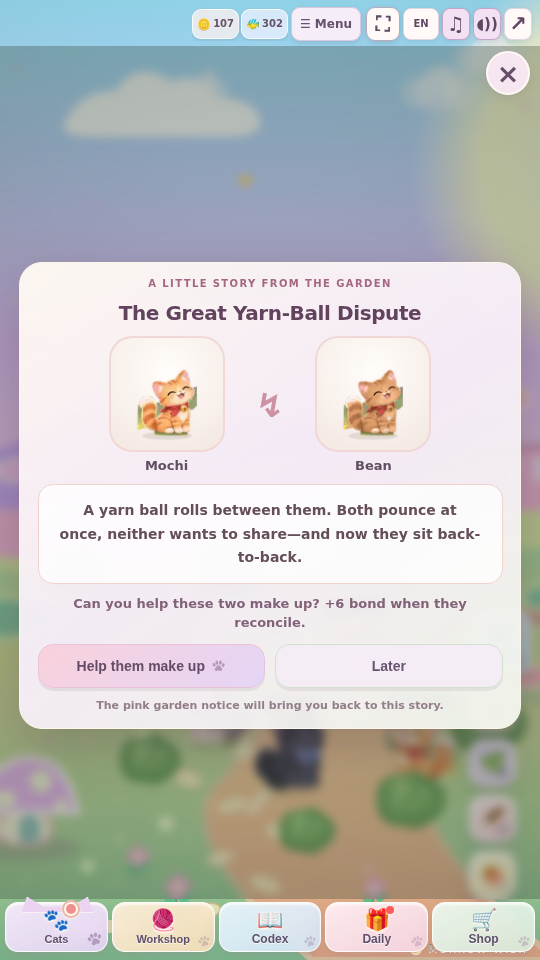 107
302
☰ Menu
EN
A LITTLE STORY FROM THE GARDEN
The Great Yarn-Ball Dispute
Mochi
Bean
A yarn ball rolls between them. Both pounce at
once, neither wants to share—and now they sit back-
to-back.
Can you help these two make up? +6 bond when they
reconcile.
Help them make up
Later
The pink garden notice will bring you back to this story.
Cats
Workshop
Codex
Daily
Shop